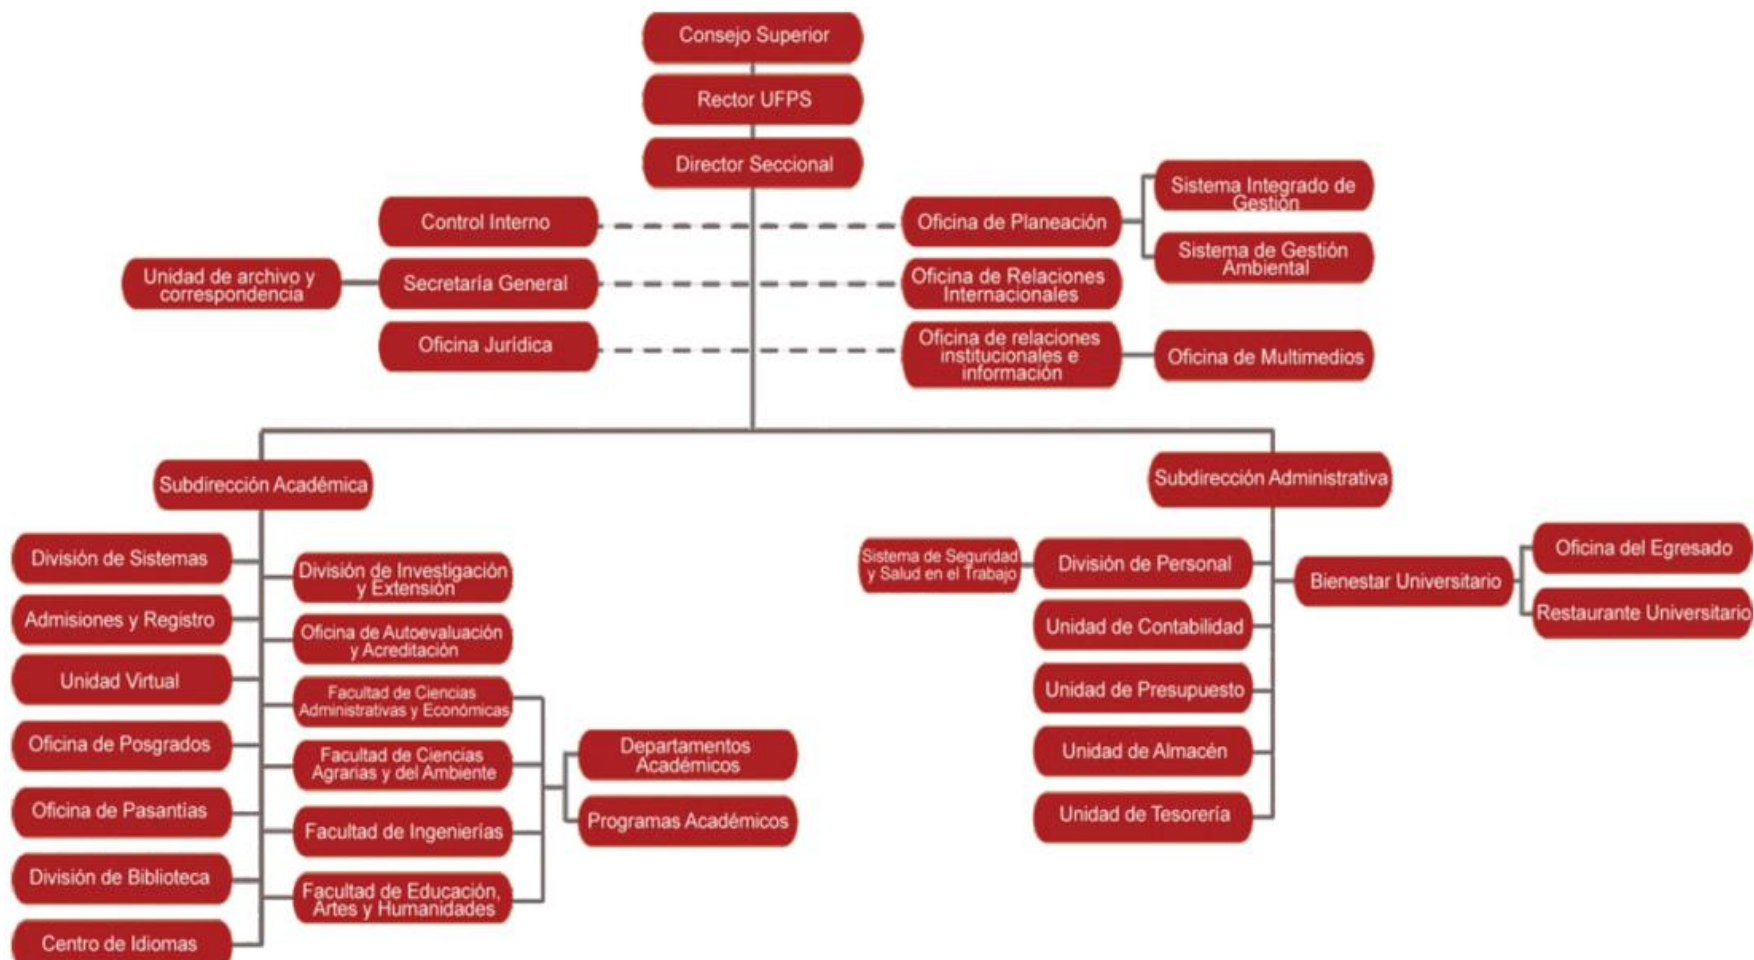 Consejo Superior
Rector UFPS
Director Seccional
Control Interno
Oficina de Planeación
Sistema Integrado de
Gestión
Sistema de Gestión
Ambiental
Unidad de archivo y
correspondencia
Secretaría General
Oficina de Relaciones
Internacionales
Oficina Jurídica
Oficina de relaciones
institucionales e
información
Oficina de Multimedios
Subdirección Académica
División de Sistemas
Admisiones y Registro
Unidad Virtual
Oficina de Posgrados
Oficina de Pasantías
División de Biblioteca
Centro de Idiomas
División de Investigación
y Extensión
Oficina de Autoevaluación
y Acreditación
Facultad de Ciencias
Administrativas y Económicas
Facultad de Ciencias
Agrarias y del Ambiente
Facultad de Ingenierías
Facultad de Educación,
Artes y Humanidades
Departamentos
Académicos
Programas Académicos
Subdirección Administrativa
Sistema de Seguridad
y Salud en el Trabajo
División de Personal
Unidad de Contabilidad
Unidad de Presupuesto
Unidad de Almacén
Unidad de Tesorería
Bienestar Universitario
Oficina del Egresado
Restaurante Universitario